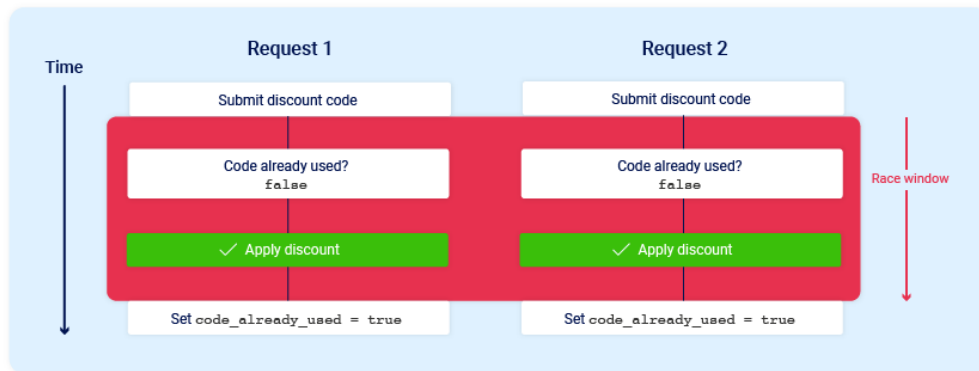 Request 1
Request 2
Time
Submit discount code
Submit discount code
Code already used?
false
Code already used?
false
Race window
Apply discount
Apply discount
Set code_already_used = true
Set code_already_used = true